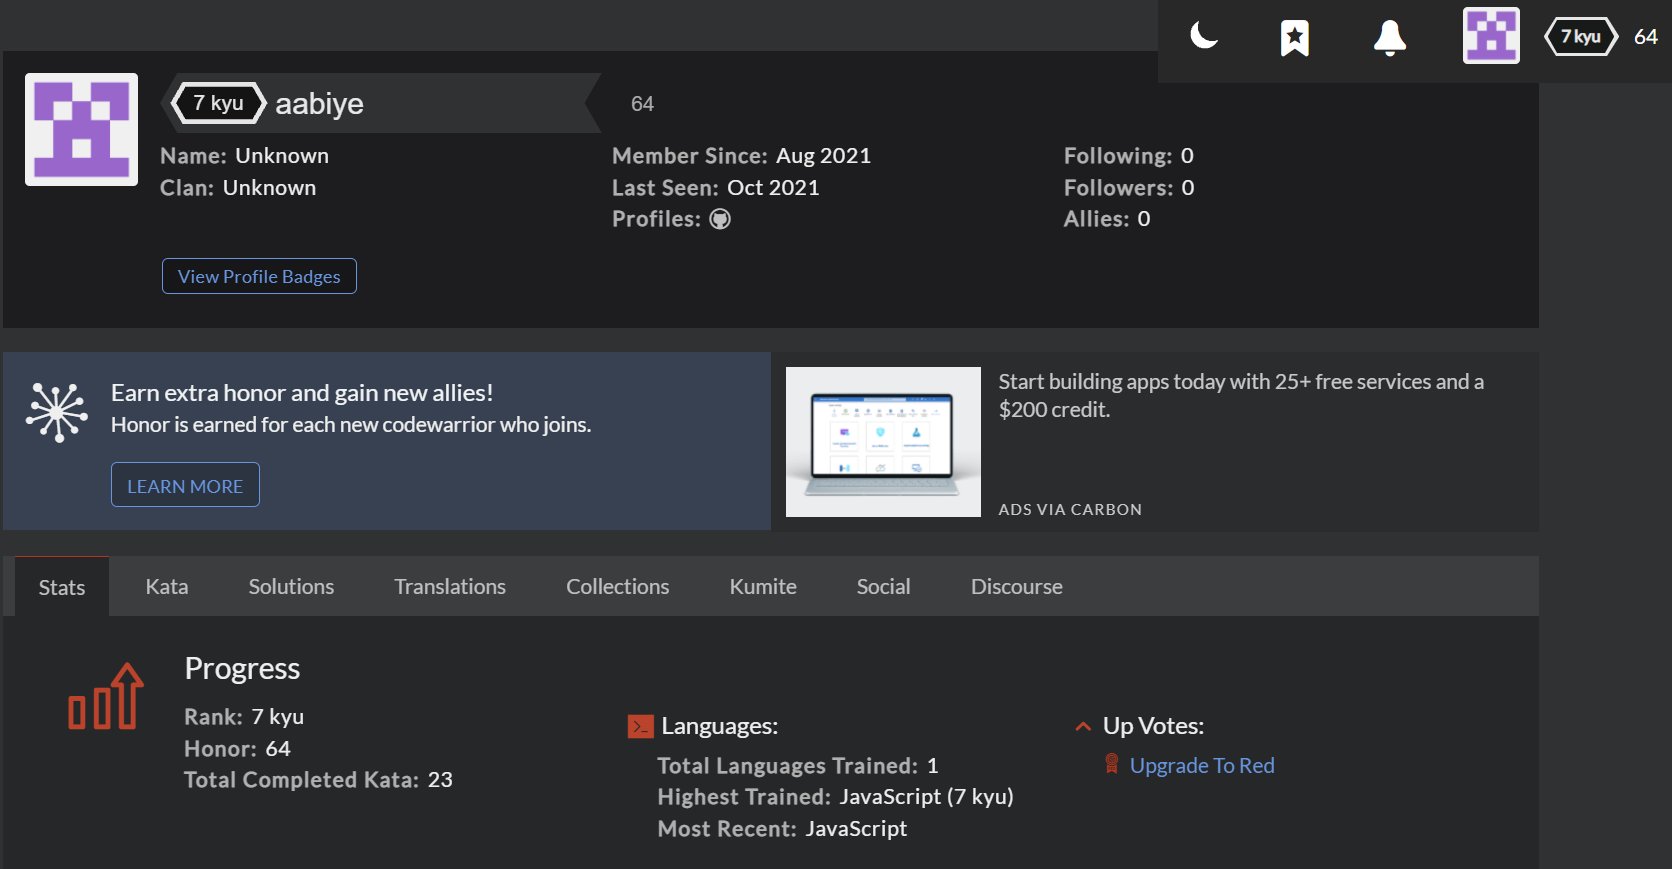 7 kyu 64
7 kyu aabiye 64
Name: Unknown
Clan: Unknown
Member Since: Aug 2021
Last Seen: Oct 2021
Profiles:
Following: 0
Followers: 0
Allies: 0
View Profile Badges
Earn extra honor and gain new allies!
Honor is earned for each new codewarrior who joins.
LEARN MORE
Start building apps today with 25+ free services and a
$200 credit.
ADS VIA CARBON
Stats Kata Solutions Translations Collections Kumite Social Discourse
Progress
Rank: 7 kyu
Honor: 64
Total Completed Kata: 23
Languages:
Total Languages Trained: 1
Highest Trained: JavaScript (7 kyu)
Most Recent: JavaScript
Up Votes:
Upgrade To Red